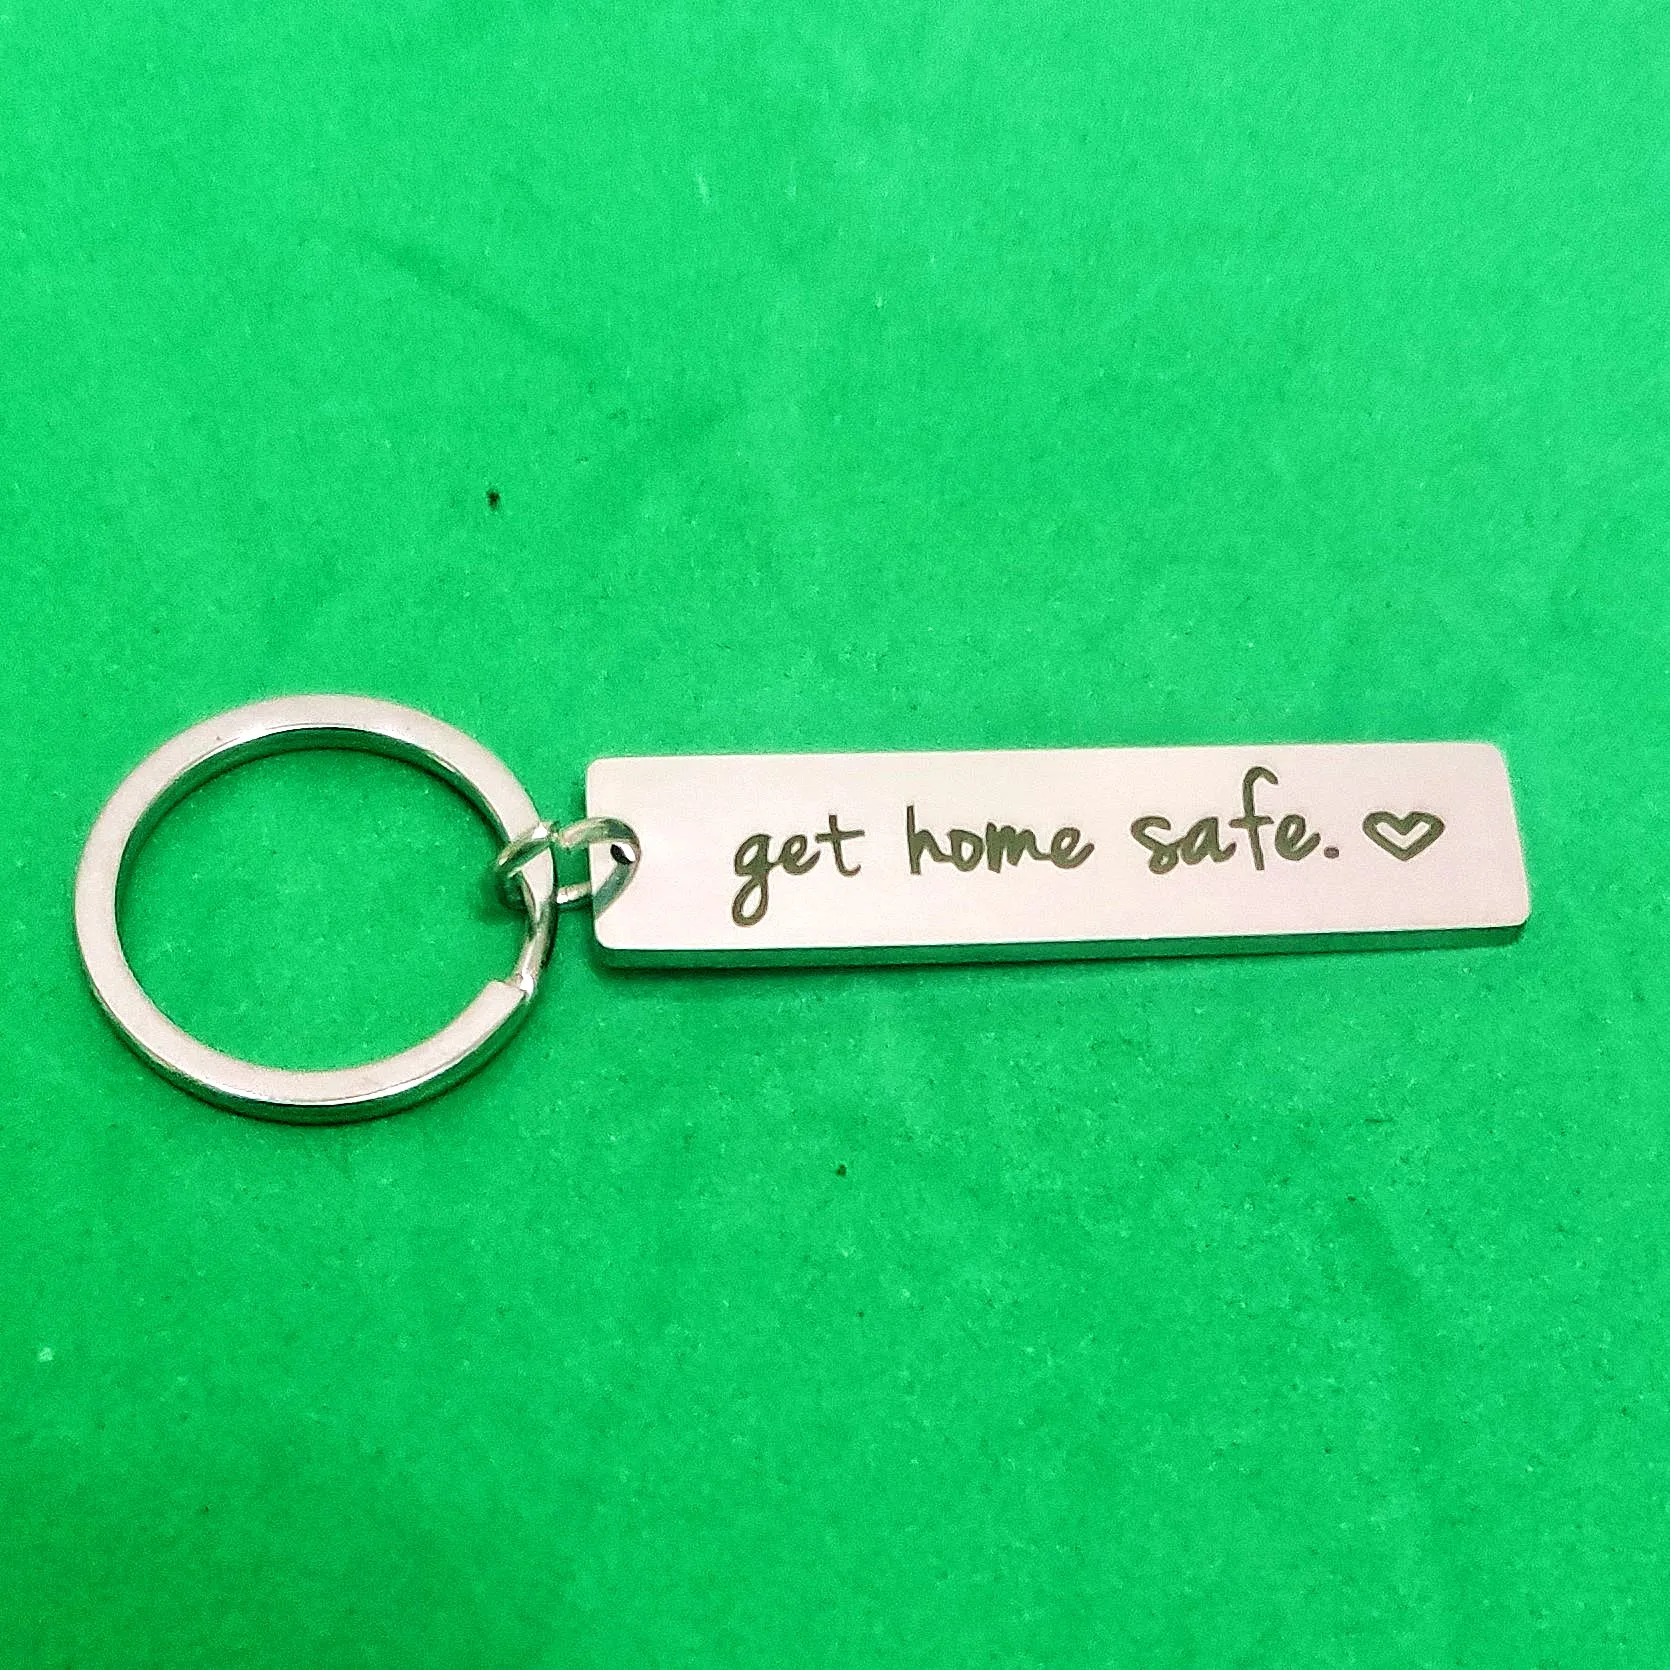 get home safe. ♡